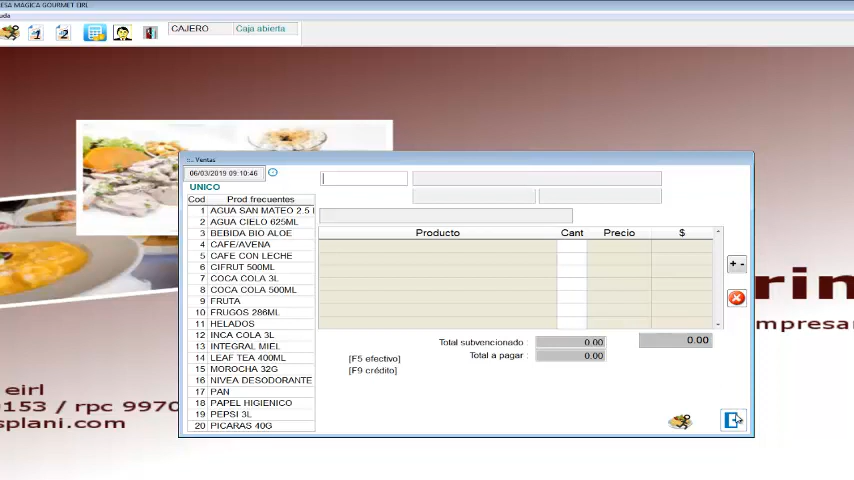 ESA MAGICA GOURMET EIRL
uda
1
2
CAJERO
Caja abierta
::.. Ventas
06/03/2019 09:10:46
UNICO
Cod Prod frecuentes
1 AGUA SAN MATEO 2.5 l
2 AGUA CIELO 625ML
3 BEBIDA BIO ALOE
4 CAFE/AVENA
5 CAFE CON LECHE
6 CIFRUT 500ML
7 COCA COLA 3L
8 COCA COLA 500ML
9 FRUTA
10 FRUGOS 286ML
11 HELADOS
12 INCA COLA 3L
13 INTEGRAL MIEL
14 LEAF TEA 400ML
15 MOROCHA 32G
16 NIVEA DESODORANTE
17 PAN
18 PAPEL HIGIENICO
19 PEPSI 3L
20 PICARAS 40G
Producto Cant Precio $
+ -
Total subvencionado : 0.00 0.00
[F5 efectivo] Total a pagar : 0.00
[F9 crédito]
rin
mpresar
eirl
0153 / rpc 9970
splani.com